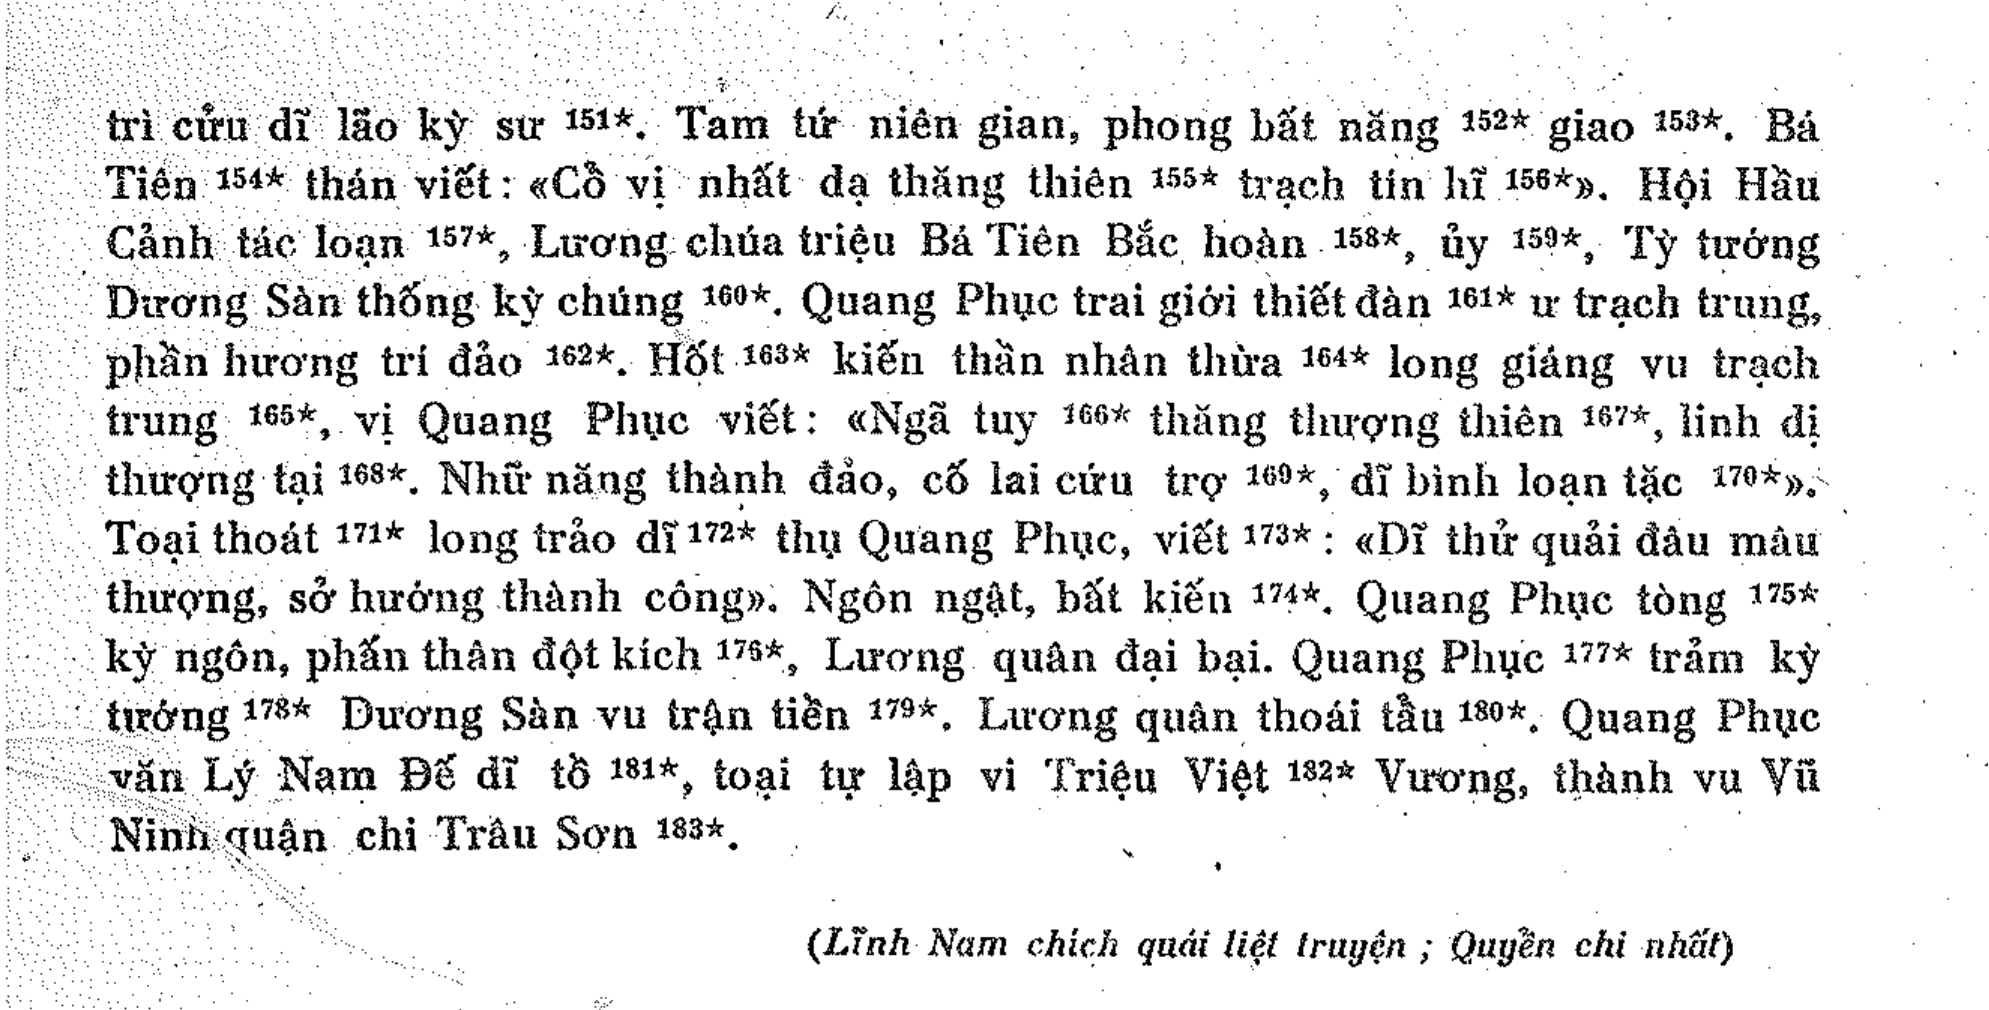 trì cửu dĩ lão kỳ sư 151*. Tam tứ niên gian, phong bất năng 152* giao 153*. Bá
Tiên 154* thán viết : «Cổ vị nhất dạ thăng thiên 155* trạch tín hĩ 156*». Hội Hầu
Cảnh tác loạn 157*, Lương chúa triệu Bá Tiên Bắc hoàn 158*, ủy 159*, Tỳ tướng
Dương Sàn thống kỳ chúng 160*. Quang Phục trai giới thiết đàn 161* ư trạch trung,
phần hương trí đảo 162*. Hốt 163* kiến thần nhân thừa 164* long giáng vu trạch
trung 165*, vị Quang Phục viết : «Ngã tuy 166* thăng thượng thiên 167*, linh dị
thượng tại 168*. Nhữ năng thành đảo, cố lai cứu trợ 169*, dĩ bình loạn tặc 170*».
Toại thoát 171* long trảo dĩ 172* thụ Quang Phục, viết 173* : «Dĩ thử quải đâu mâu
thượng, sở hướng thành công». Ngôn ngật, bất kiến 174*. Quang Phục tòng 175*
kỳ ngôn, phấn thân đột kích 176*, Lương quân đại bại. Quang Phục 177* trảm kỳ
tướng 178* Dương Sàn vu trận tiền 179*. Lương quân thoái tẩu 180*. Quang Phục
văn Lý Nam Đế dĩ tồ 181*, toại tự lập vi Triệu Việt 182* Vương, thành vu Vũ
Ninh quận chi Trâu Sơn 183*.
(Lĩnh Nam chích quái liệt truyện ; Quyển chi nhất)